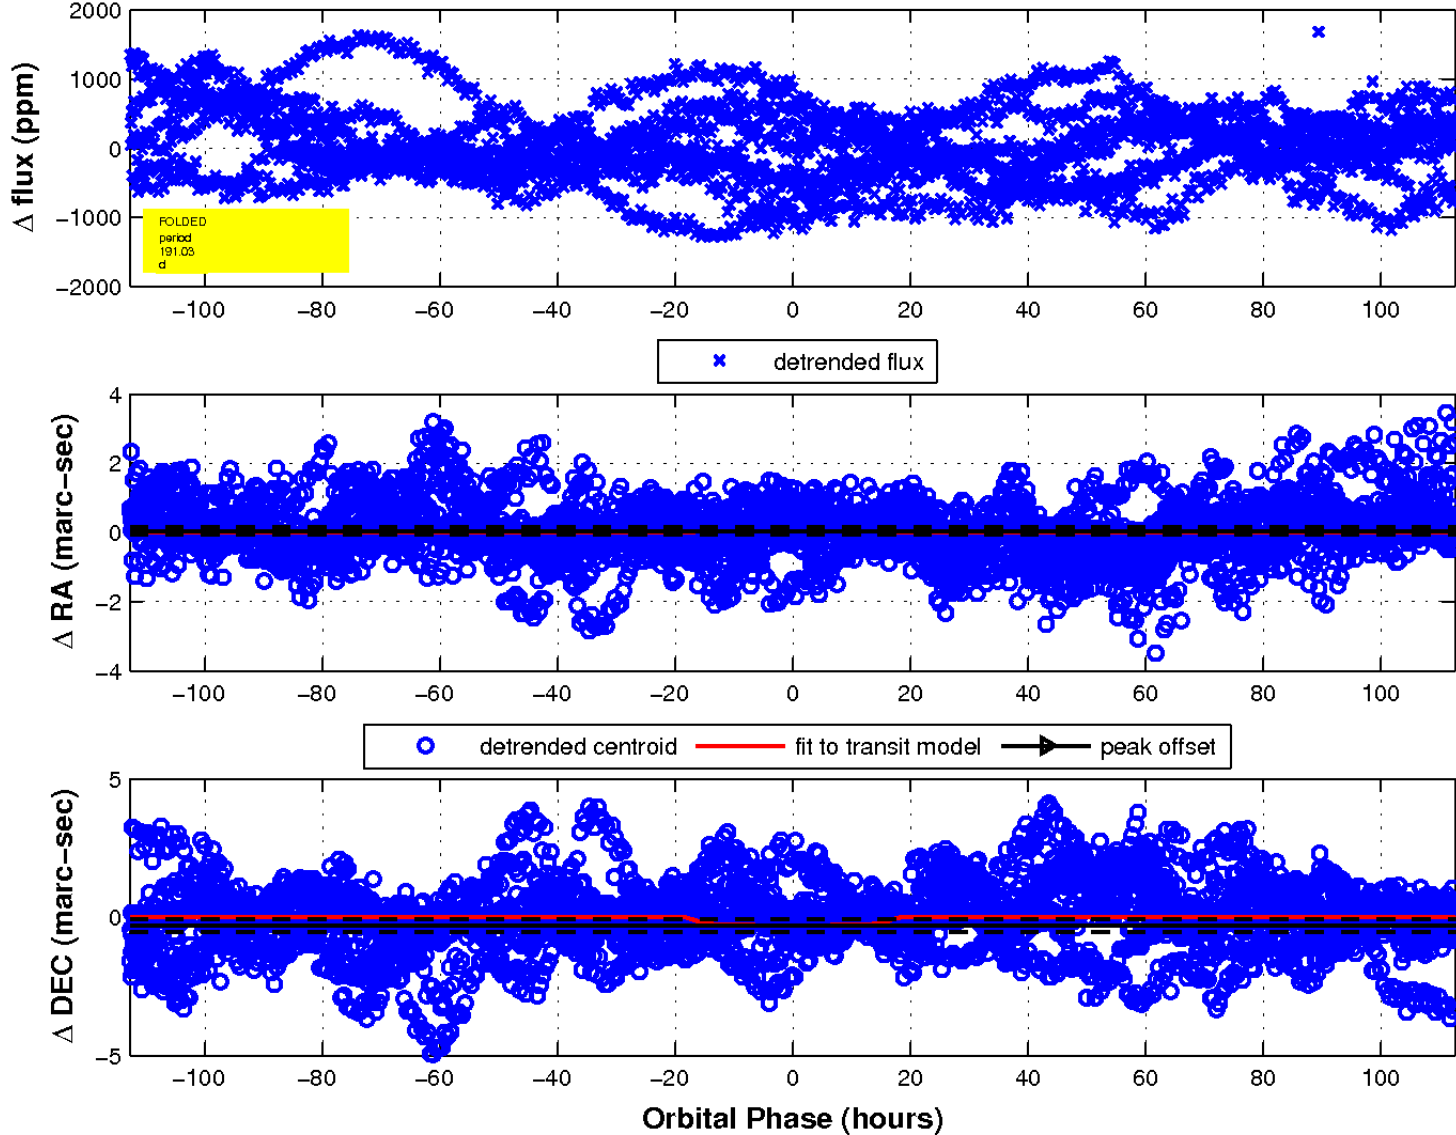 2000
1000
0
−1000
−2000
Δ flux (ppm)
FOLDED
period
191.03
d
−100 −80 −60 −40 −20 0 20 40 60 80 100
detrended flux
4
2
0
−2
−4
Δ RA (marc−sec)
−100 −80 −60 −40 −20 0 20 40 60 80 100
detrended centroid fit to transit model peak offset
5
0
−5
Δ DEC (marc−sec)
−100 −80 −60 −40 −20 0 20 40 60 80 100
Orbital Phase (hours)